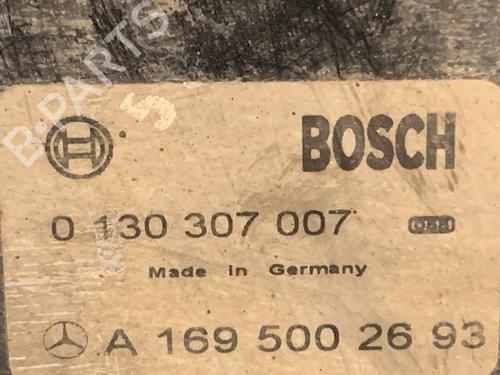 BOSCH
0 130 307 007
Made in Germany
A 169 500 26 93
B-PARTS